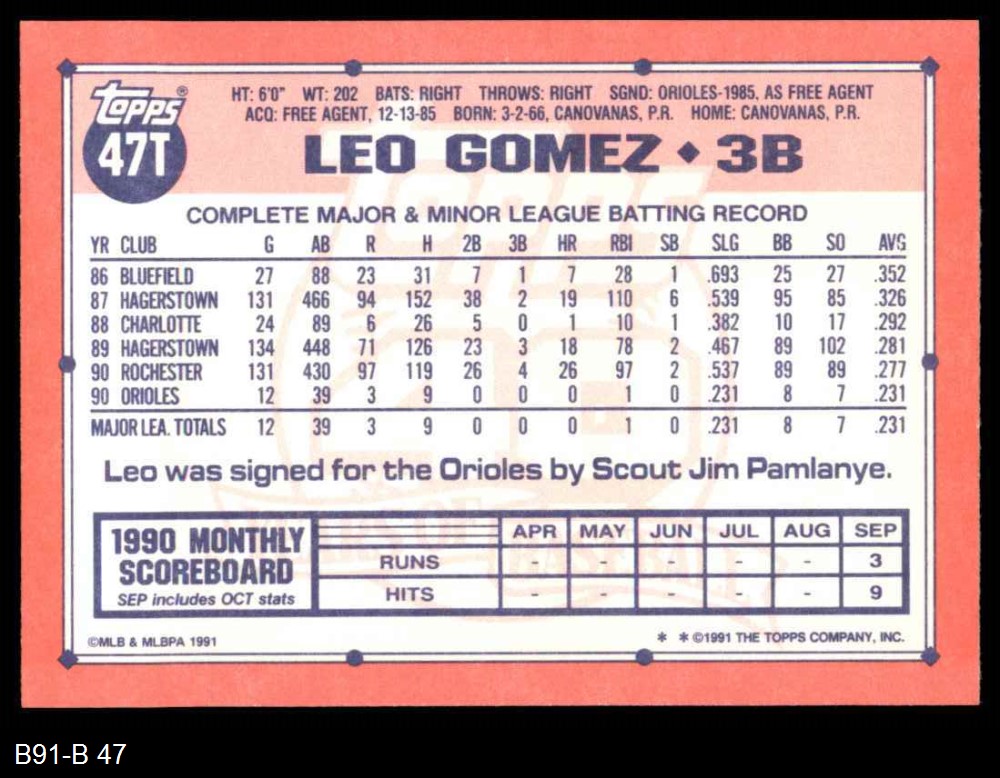 topps®
47T
HT: 6'0" WT: 202 BATS: RIGHT THROWS: RIGHT SGND: ORIOLES-1985, AS FREE AGENT
ACQ: FREE AGENT, 12-13-85 BORN: 3-2-66, CANOVANAS, P.R. HOME: CANOVANAS, P.R.
LEO GOMEZ ◆ 3B
COMPLETE MAJOR & MINOR LEAGUE BATTING RECORD
YR CLUB G AB R H 2B 3B HR RBI SB SLG BB SO AVG
86 BLUEFIELD 27 88 23 31 7 1 7 28 1 .693 25 27 .352
87 HAGERSTOWN 131 466 94 152 38 2 19 110 6 .539 95 85 .326
88 CHARLOTTE 24 89 6 26 5 0 1 10 1 .382 10 17 .292
89 HAGERSTOWN 134 448 71 126 23 3 18 78 2 .467 89 102 .281
90 ROCHESTER 131 430 97 119 26 4 26 97 2 .537 89 89 .277
90 ORIOLES 12 39 3 9 0 0 0 1 0 .231 8 7 .231
MAJOR LEA. TOTALS 12 39 3 9 0 0 0 1 0 .231 8 7 .231
Leo was signed for the Orioles by Scout Jim Pamlanye.
1990 MONTHLY SCOREBOARD
SEP includes OCT stats
APR MAY JUN JUL AUG SEP
RUNS - - - - - 3
HITS - - - - - 9
©MLB & MLBPA 1991
* * ©1991 THE TOPPS COMPANY, INC.
B91-B 47